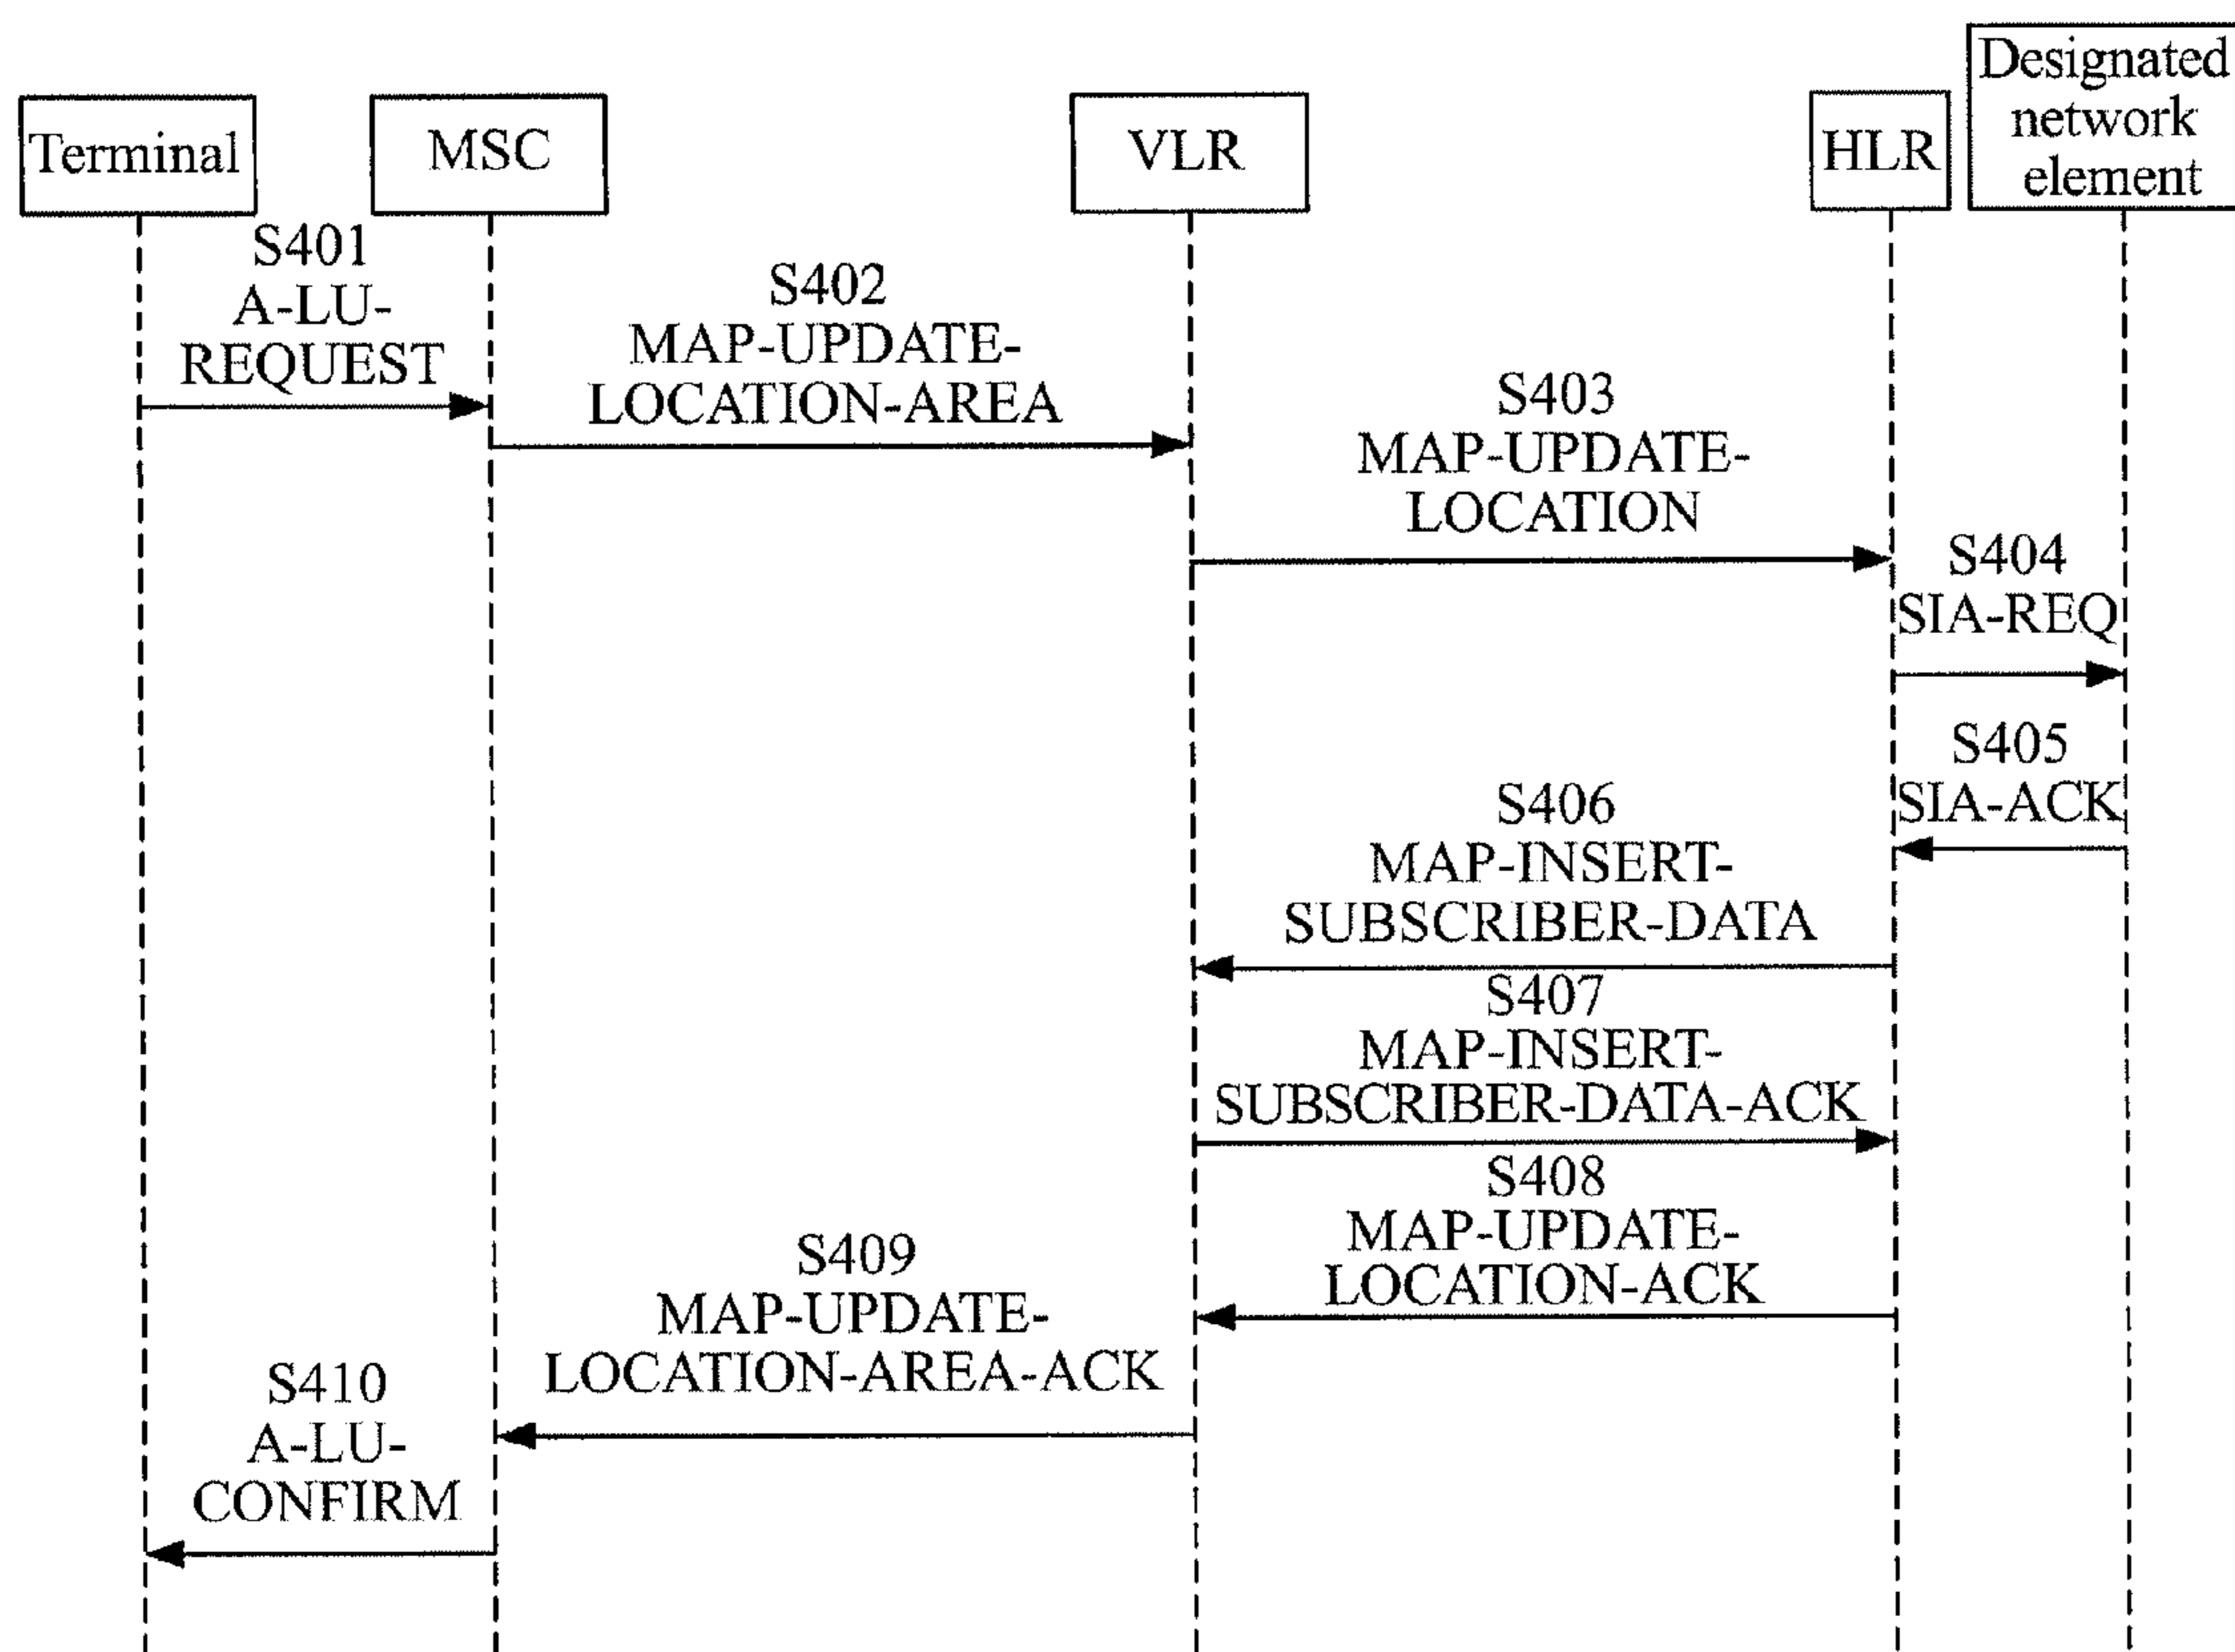 Terminal
MSC
VLR
HLR
Designated
network
element
S401
A-LU-
REQUEST
S402
MAP-UPDATE-
LOCATION-AREA
S403
MAP-UPDATE-
LOCATION
S404
SIA-REQ
S405
SIA-ACK
S406
MAP-INSERT-
SUBSCRIBER-DATA
S407
MAP-INSERT-
SUBSCRIBER-DATA-ACK
S408
MAP-UPDATE-
LOCATION-ACK
S409
MAP-UPDATE-
LOCATION-AREA-ACK
S410
A-LU-
CONFIRM